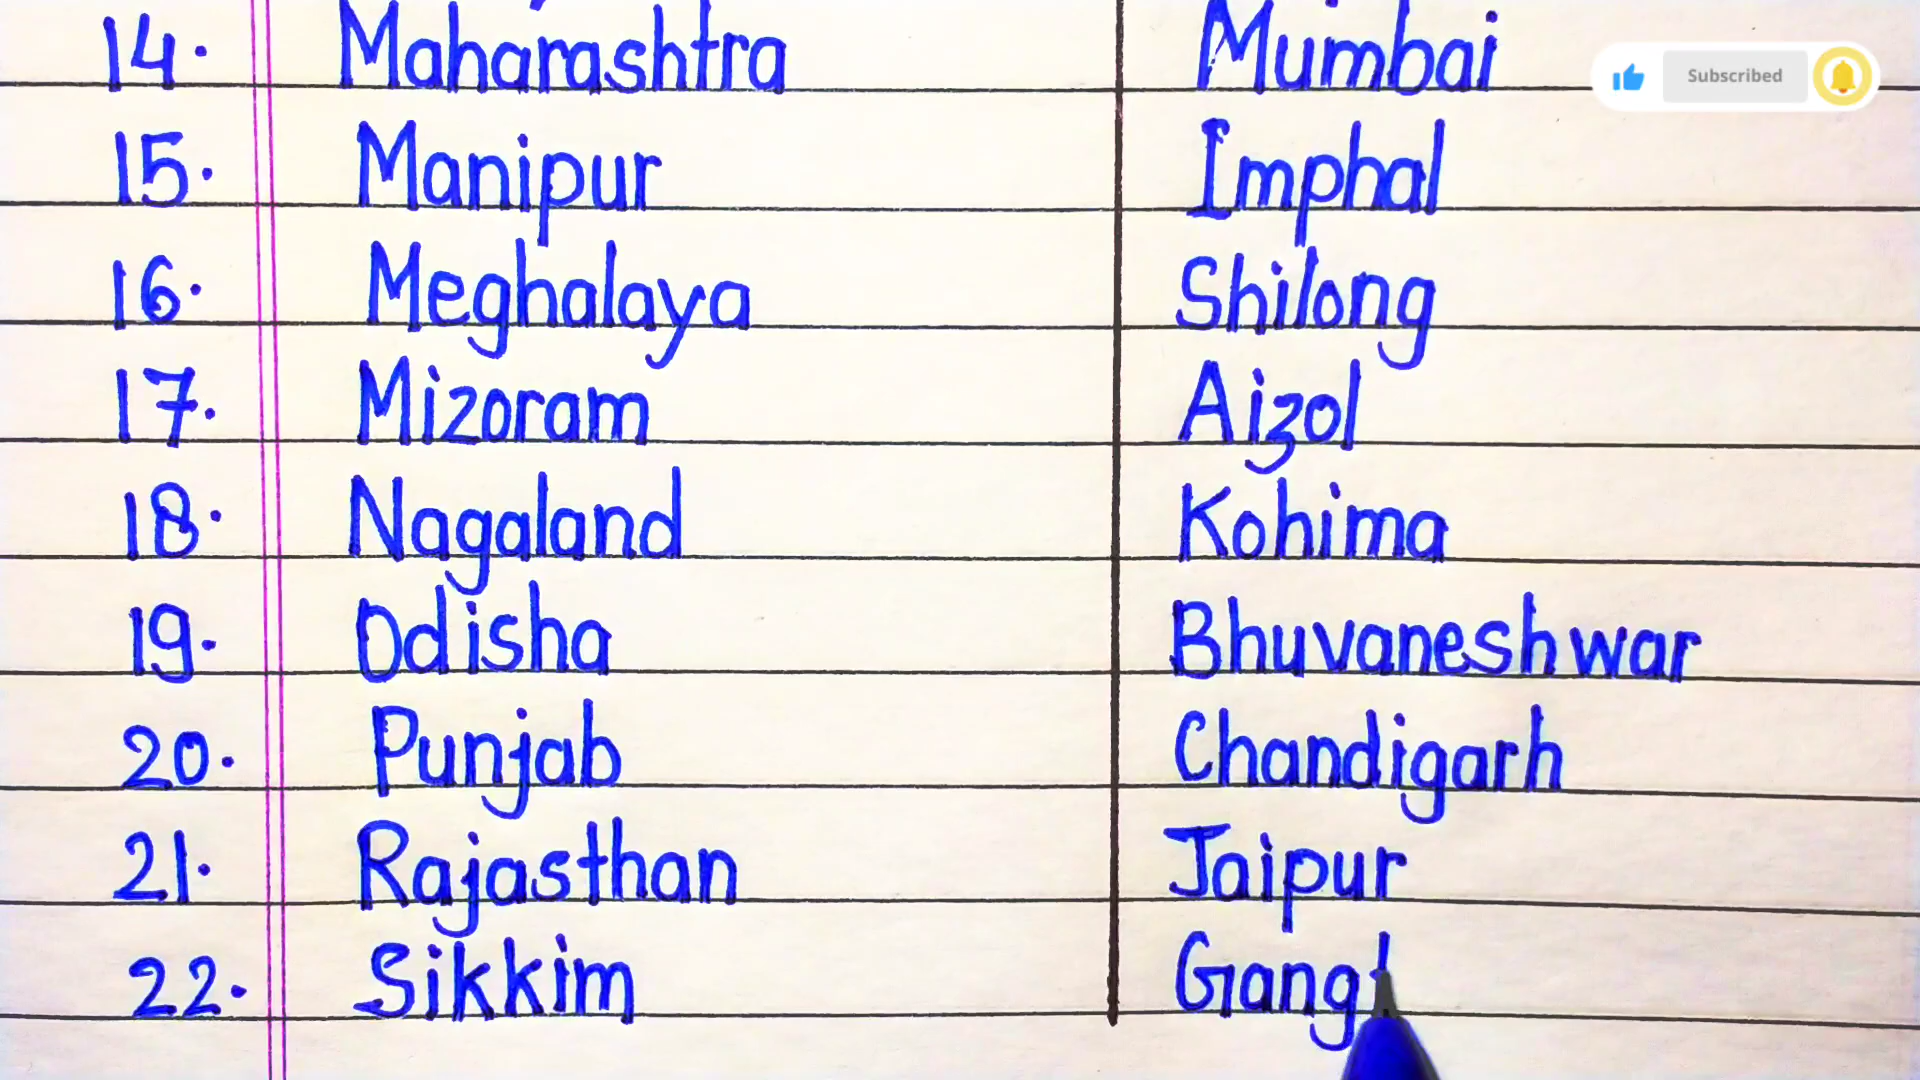 14. Maharashtra Mumbai
Subscribed
15. Manipur Imphal
16. Meghalaya Shilong
17. Mizoram Aizol
18. Nagaland Kohima
19. Odisha Bhuvaneshwar
20. Punjab Chandigarh
21. Rajasthan Jaipur
22. Sikkim Gangt